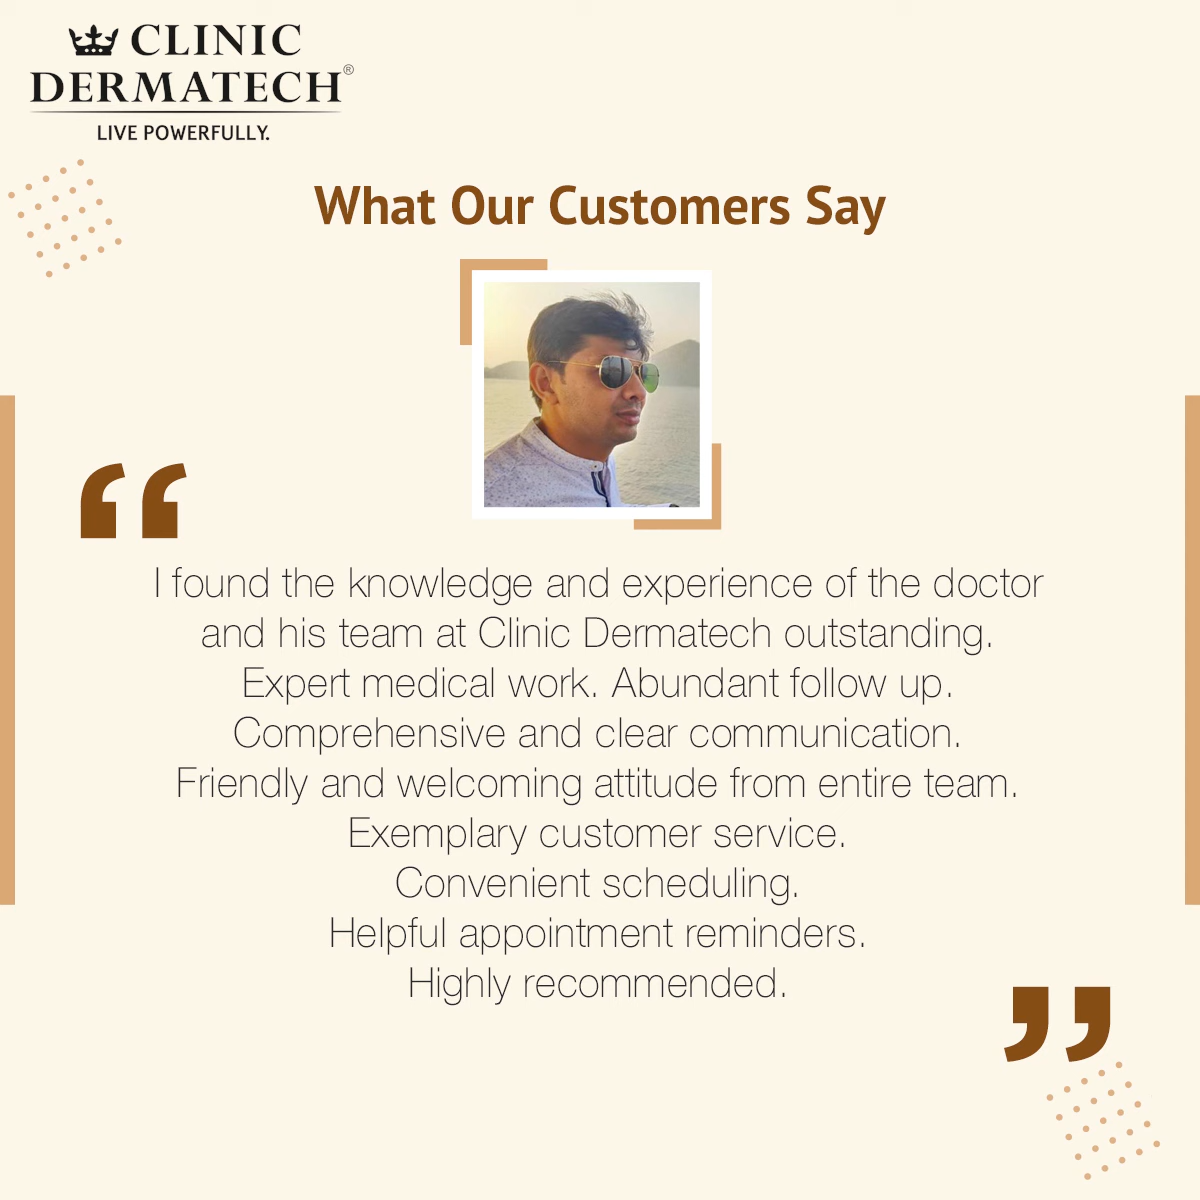 CLINIC
DERMATECH®
LIVE POWERFULLY.
What Our Customers Say
“
I found the knowledge and experience of the doctor
and his team at Clinic Dermatech outstanding.
Expert medical work. Abundant follow up.
Comprehensive and clear communication.
Friendly and welcoming attitude from entire team.
Exemplary customer service.
Convenient scheduling.
Helpful appointment reminders.
Highly recommended.
”